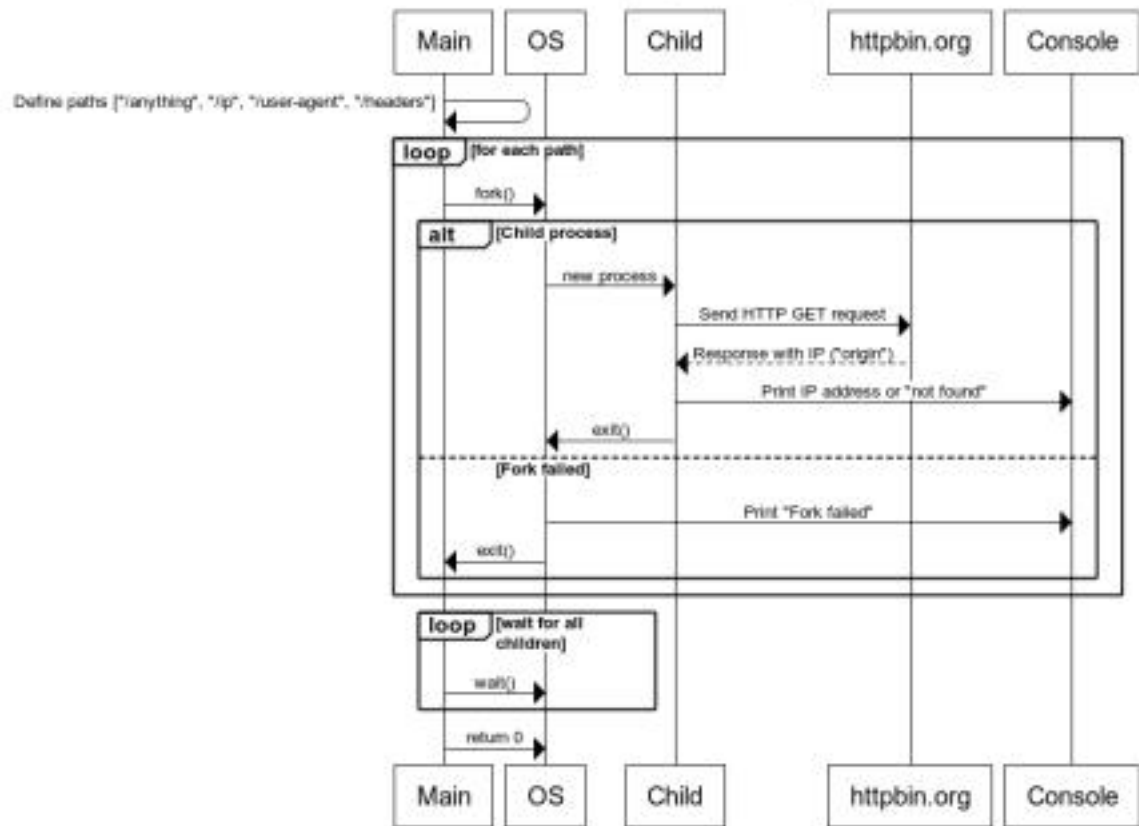 Main OS Child httpbin.org Console
Define paths ["/anything", "/ip", "/user-agent", "/headers"]
loop [for each path]
fork()
alt [Child process]
new process
Send HTTP GET request
Response with IP ("origin")
Print IP address or "not found"
exit()
[Fork failed]
Print "Fork failed"
exit()
loop [wait for all
children]
wait()
return 0
Main OS Child httpbin.org Console